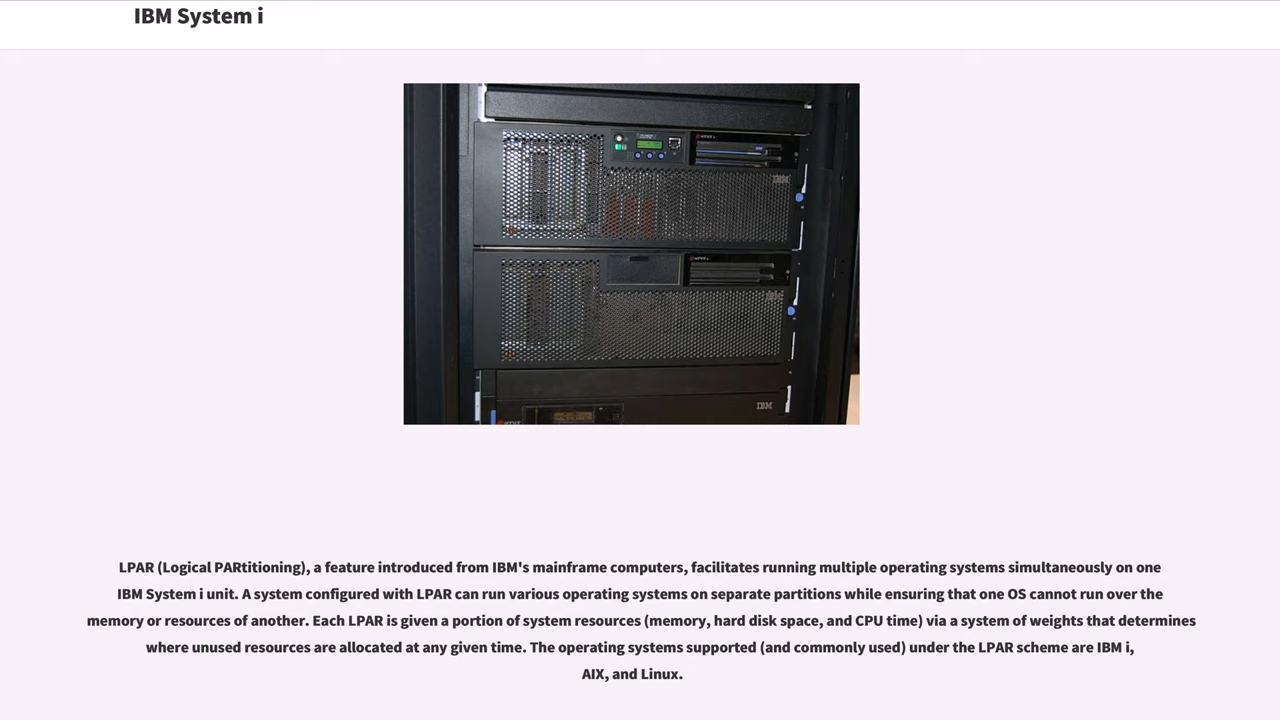 IBM System i
IBM
IBM
IBM
LPAR (Logical PARtitioning), a feature introduced from IBM's mainframe computers, facilitates running multiple operating systems simultaneously on one
IBM System i unit. A system configured with LPAR can run various operating systems on separate partitions while ensuring that one OS cannot run over the
memory or resources of another. Each LPAR is given a portion of system resources (memory, hard disk space, and CPU time) via a system of weights that determines
where unused resources are allocated at any given time. The operating systems supported (and commonly used) under the LPAR scheme are IBM i,
AIX, and Linux.